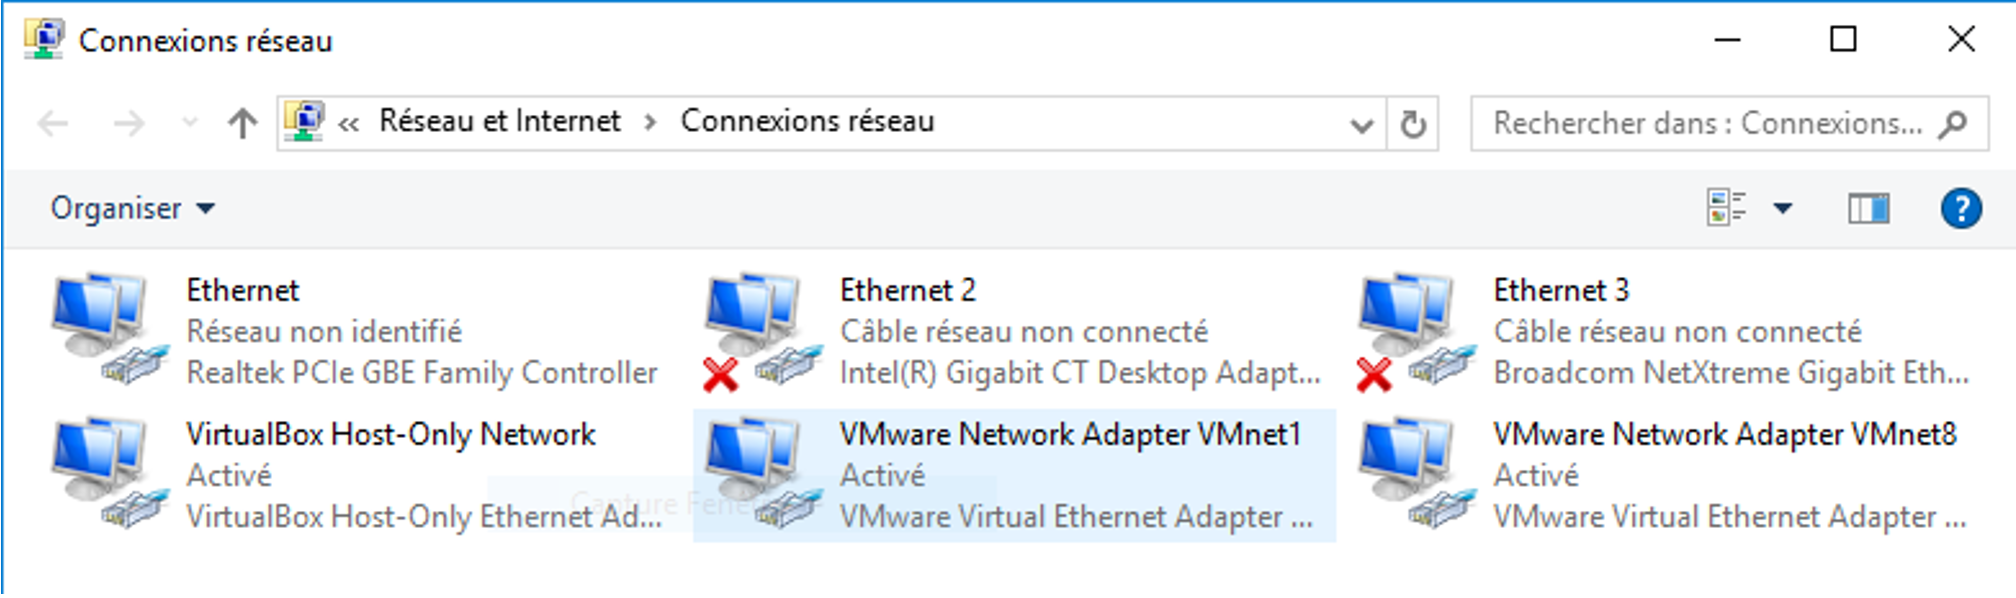 Connexions réseau
« Réseau et Internet > Connexions réseau
Rechercher dans : Connexions...
Organiser
Ethernet
Réseau non identifié
Realtek PCIe GBE Family Controller
Ethernet 2
Câble réseau non connecté
Intel(R) Gigabit CT Desktop Adapt...
Ethernet 3
Câble réseau non connecté
Broadcom NetXtreme Gigabit Eth...
VirtualBox Host-Only Network
Activé
VirtualBox Host-Only Ethernet Ad...
VMware Network Adapter VMnet1
Activé
VMware Virtual Ethernet Adapter ...
VMware Network Adapter VMnet8
Activé
VMware Virtual Ethernet Adapter ...
Capture